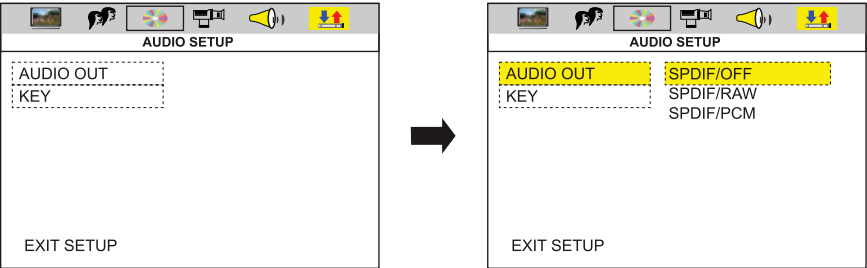 AUDIO SETUP
AUDIO OUT
KEY
EXIT SETUP
AUDIO SETUP
AUDIO OUT SPDIF/OFF
KEY SPDIF/RAW
SPDIF/PCM
EXIT SETUP